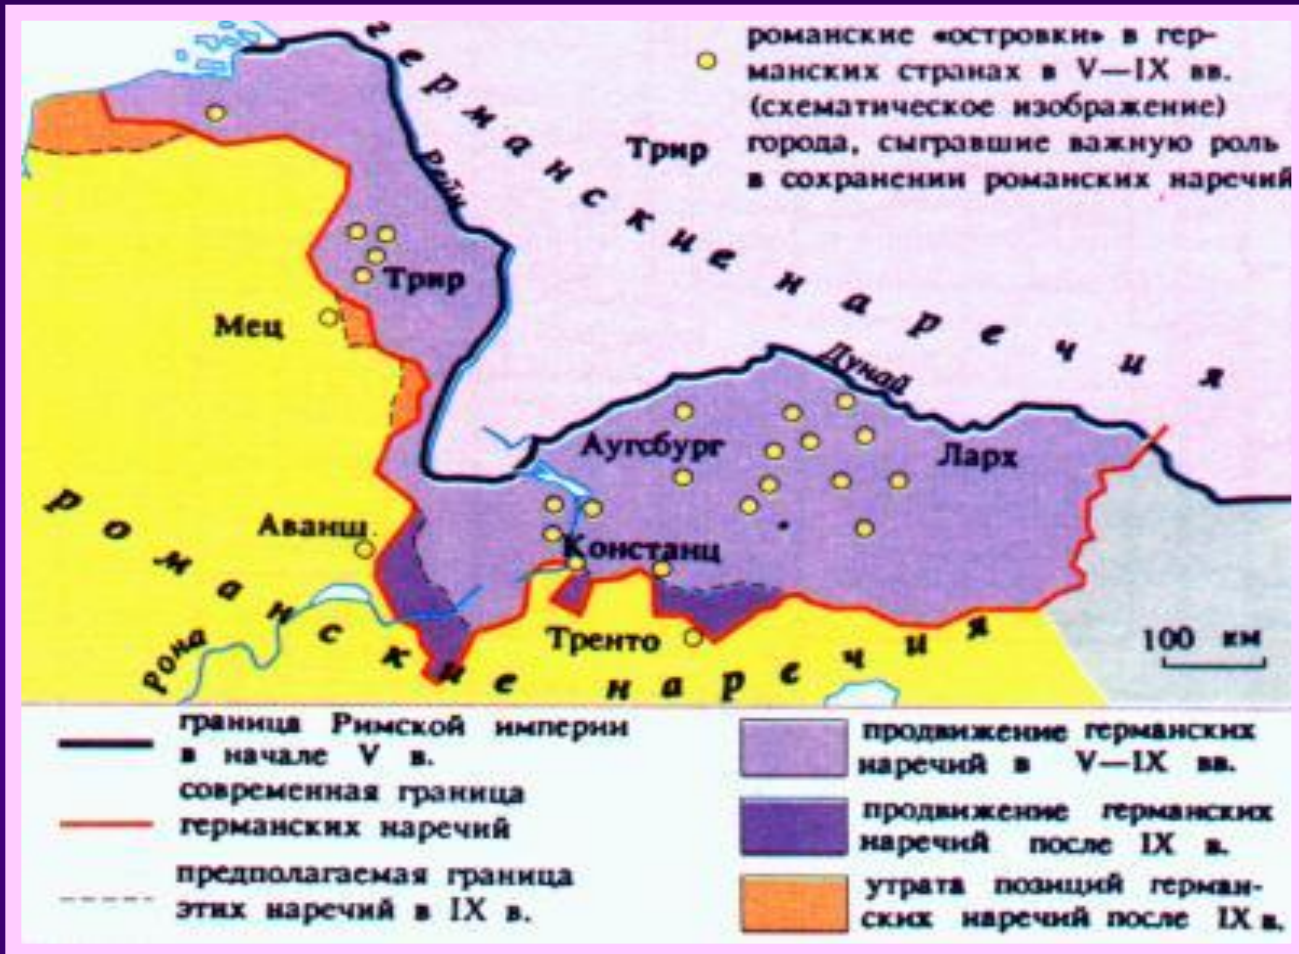 романские «островки» в гер-
манских странах в V—IX вв.
(схематическое изображение)
Трир города, сыгравшие важную роль
в сохранении романских наречий
германские наречия
Рейн
Трир
Мец
Дунай
Аугсбург
Ларх
Аванш
Констанц
романские наречия
Рона
Тренто
100 км
граница Римской империи
в начале V в.
современная граница
германских наречий
предполагаемая граница
этих наречий в IX в.
продвижение германских
наречий в V—IX вв.
продвижение германских
наречий после IX в.
утрата позиций герман-
ских наречий после IX в.